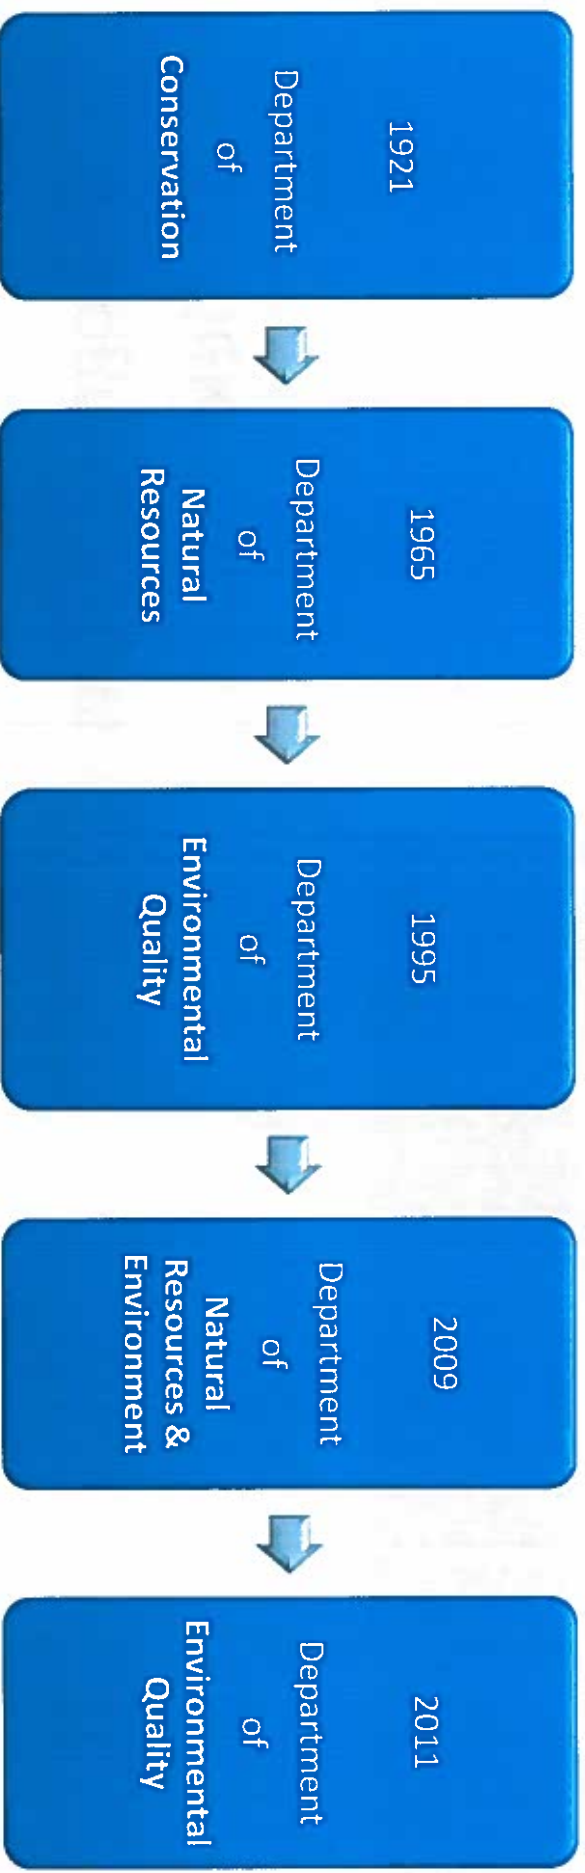 1921
Department
of
Conservation
1965
Department
of
Natural
Resources
1995
Department
of
Environmental
Quality
2009
Department
of
Natural
Resources &
Environment
2011
Department
of
Environmental
Quality